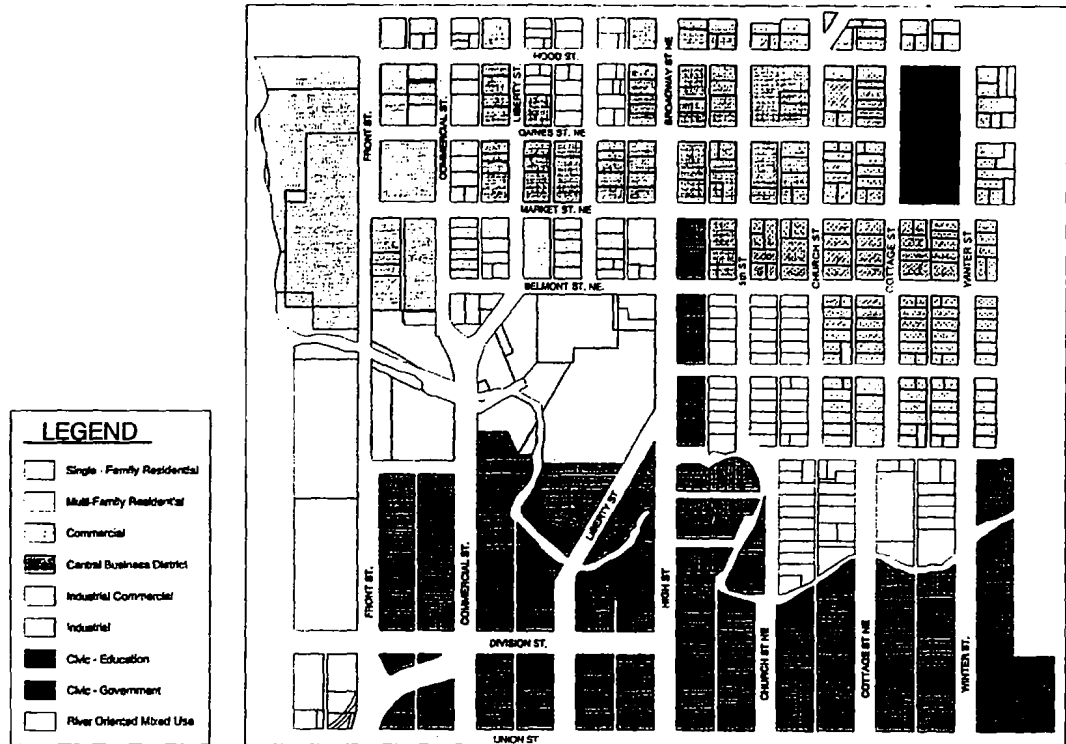 HOOD ST.
LIBERTY ST.
BROADWAY ST NE
GAINES ST. NE
FRONT ST.
COMMERCIAL ST.
MARKET ST. NE
5th ST
CHURCH ST
COTTAGE ST
WINTER ST
BELMONT ST. NE.
LEGEND
Single - Family Residential
Multi-Family Residential
Commercial
Central Business District
Industrial Commercial
Industrial
Civic - Education
Civic - Government
River Oriented Mixed Use
LIBERTY ST
FRONT ST.
COMMERCIAL ST.
HIGH ST
DIVISION ST.
CHURCH ST NE
COTTAGE ST NE
WINTER ST.
UNION ST